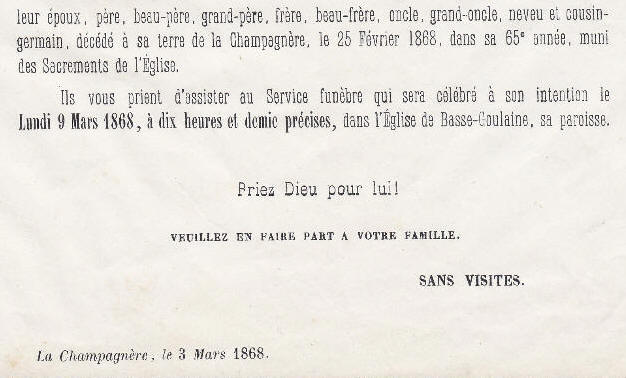 leur époux, père, beau-père, grand-père, frère, beau-frère, oncle, grand-oncle, neveu et cousin-
germain, décédé à sa terre de la Champagnère, le 25 Février 1868, dans sa 65e année, muni
des Sacrements de l'Église.
Ils vous prient d'assister au Service funèbre qui sera célébré à son intention le
Lundi 9 Mars 1868, à dix heures et demie précises, dans l'Église de Basse-Goulaine, sa paroisse.
Priez Dieu pour lui!
VEUILLEZ EN FAIRE PART A VOTRE FAMILLE.
SANS VISITES.
La Champagnère, le 3 Mars 1868.